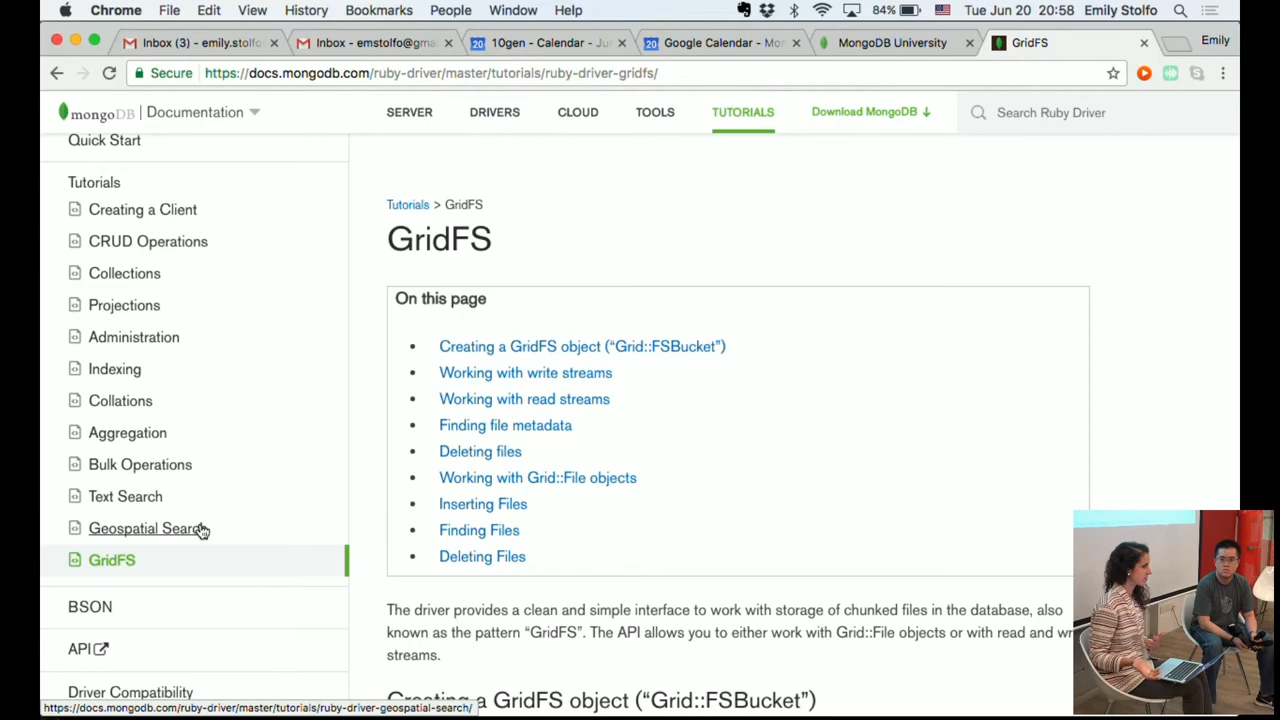 Chrome File Edit View History Bookmarks People Window Help 84% Tue Jun 20 20:58 Emily Stolfo
Inbox (3) - emily.stolfo
Inbox - emstolfo@gma
20 10gen - Calendar - Ju
20 Google Calendar - Mon
MongoDB University
GridFS
Emily
Secure https://docs.mongodb.com/ruby-driver/master/tutorials/ruby-driver-gridfs/
mongoDB | Documentation SERVER DRIVERS CLOUD TOOLS TUTORIALS Download MongoDB Search Ruby Driver
Quick Start
Tutorials
Creating a Client
CRUD Operations
Collections
Projections
Administration
Indexing
Collations
Aggregation
Bulk Operations
Text Search
Geospatial Search
GridFS
BSON
API
Driver Compatibility
https://docs.mongodb.com/ruby-driver/master/tutorials/ruby-driver-geospatial-search/
Tutorials > GridFS
GridFS
On this page
• Creating a GridFS object (“Grid::FSBucket”)
• Working with write streams
• Working with read streams
• Finding file metadata
• Deleting files
• Working with Grid::File objects
• Inserting Files
• Finding Files
• Deleting Files
The driver provides a clean and simple interface to work with storage of chunked files in the database, also
known as the pattern “GridFS”. The API allows you to either work with Grid::File objects or with read and wr
streams.
Creating a GridFS object (“Grid::FSBucket”)